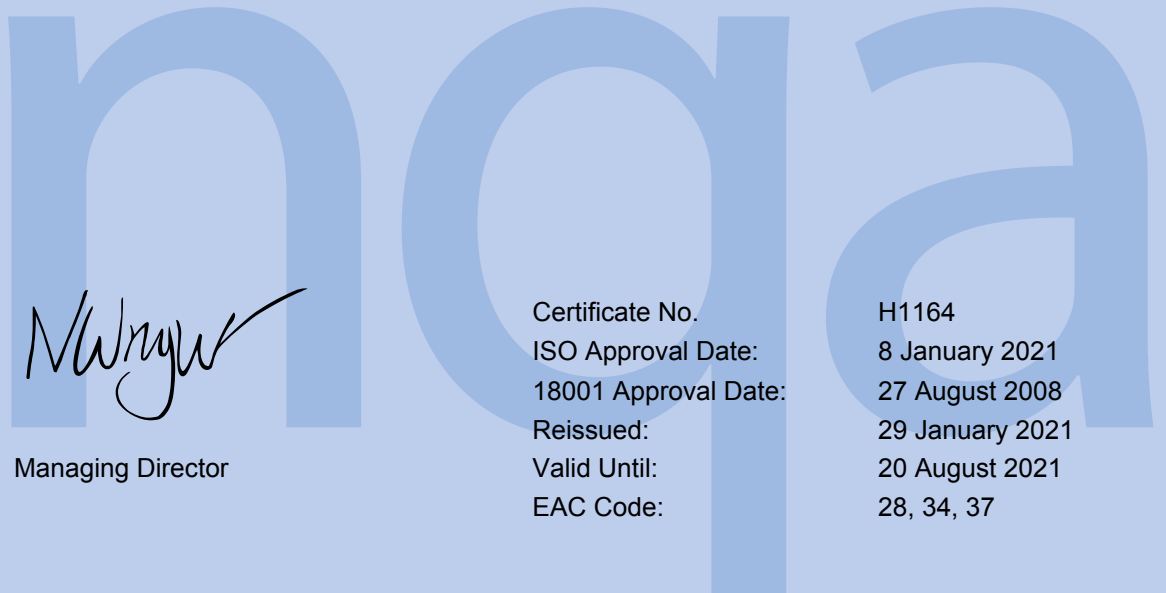 nqa
Certificate No. H1164
ISO Approval Date: 8 January 2021
18001 Approval Date: 27 August 2008
Reissued: 29 January 2021
Managing Director
Valid Until: 20 August 2021
EAC Code: 28, 34, 37